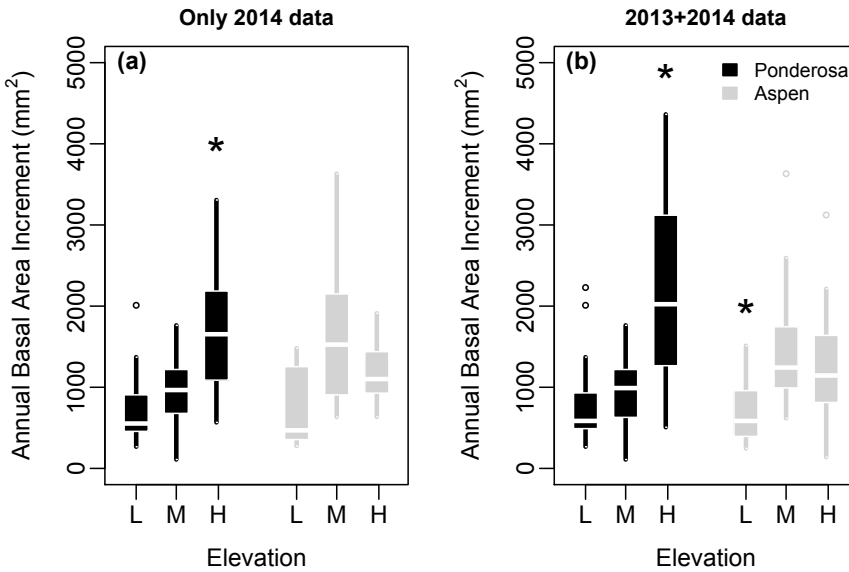 Only 2014 data
(a)
Annual Basal Area Increment (mm²)
5000
4000
3000
2000
1000
0
*
L M H L M H
Elevation
2013+2014 data
(b)
Annual Basal Area Increment (mm²)
5000
4000
3000
2000
1000
0
*
*
Ponderosa
Aspen
L M H L M H
Elevation